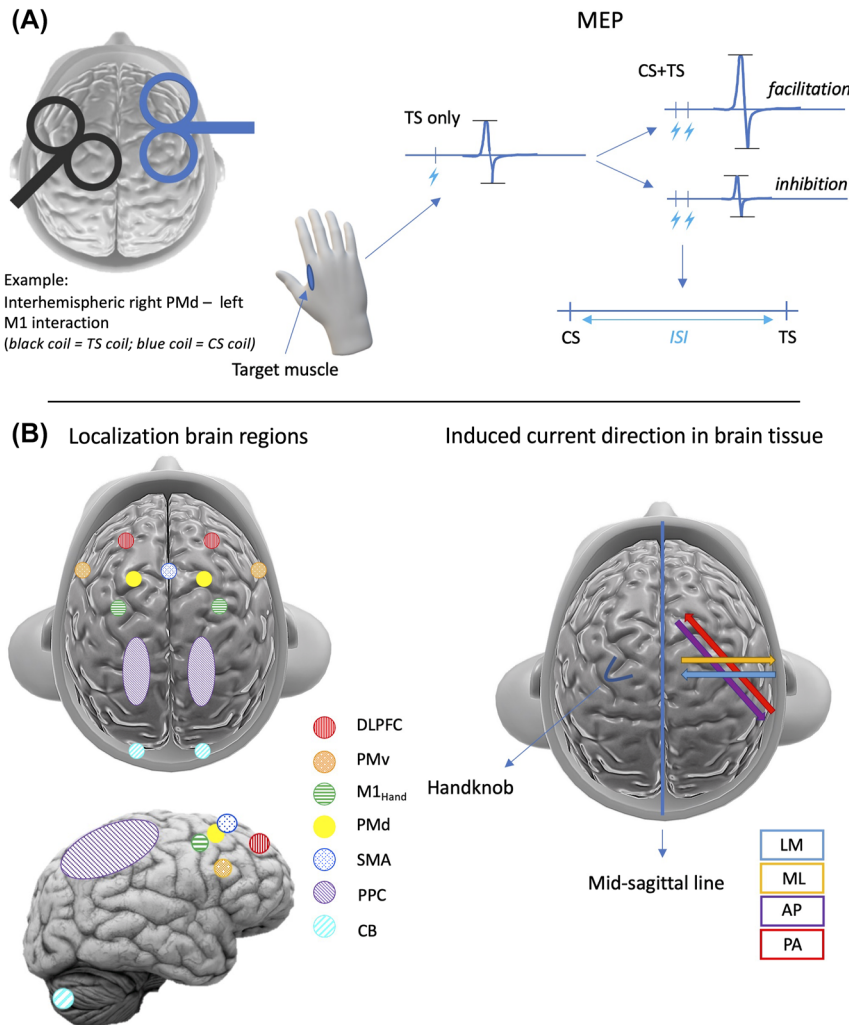 (A)
MEP
CS+TS
facilitation
TS only
inhibition
Example:
Interhemispheric right PMd – left
M1 interaction
(black coil = TS coil; blue coil = CS coil)
CS
ISI
TS
Target muscle
(B)
Localization brain regions
Induced current direction in brain tissue
DLPFC
PMv
M1Hand
PMd
SMA
PPC
CB
Handknob
Mid-sagittal line
LM
ML
AP
PA